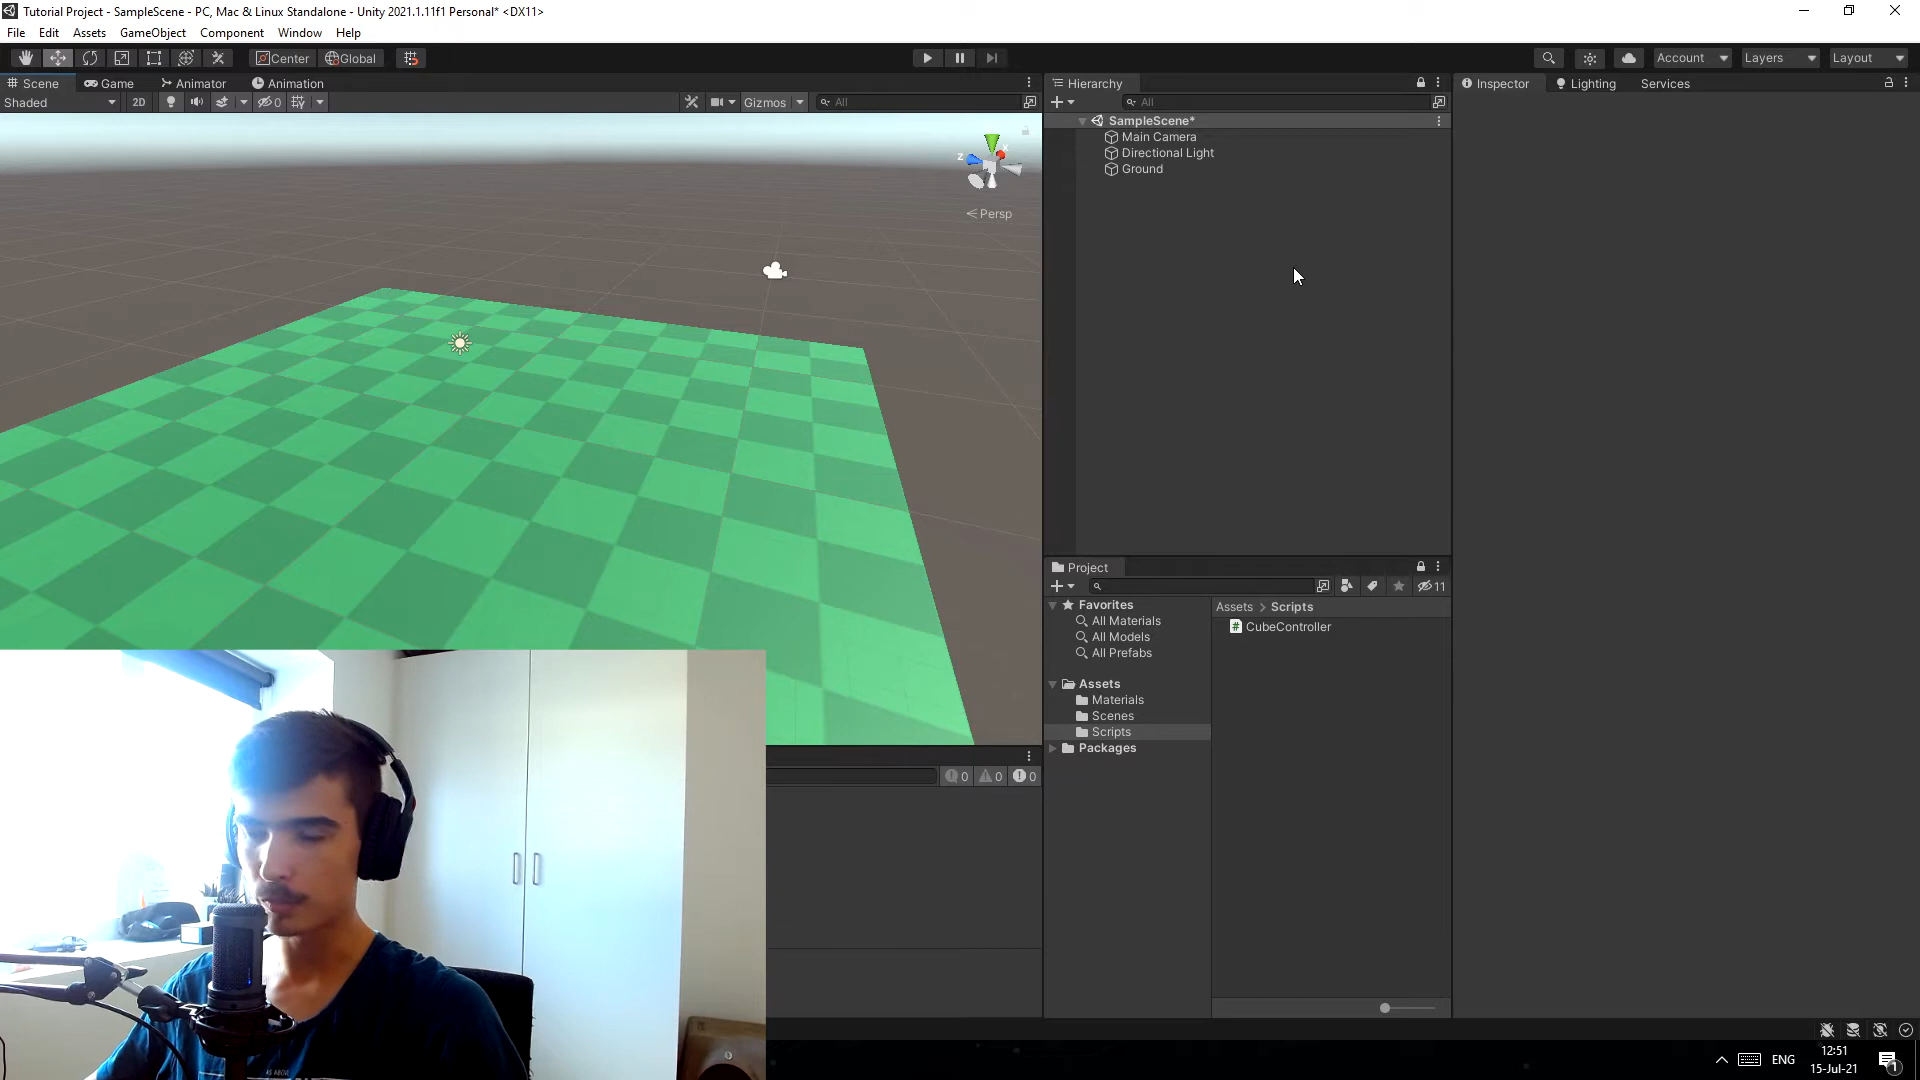 Tutorial Project - SampleScene - PC, Mac & Linux Standalone - Unity 2021.1.11f1 Personal* <DX11>
File Edit Assets GameObject Component Window Help
Center Global Account Layers Layout
Scene Game Animator Animation
Shaded 2D 0 Gizmos All
z x
Persp
Hierarchy
All
SampleScene*
Main Camera
Directional Light
Ground
Inspector Lighting Services
Project
11
Favorites
All Materials
All Models
All Prefabs
Assets
Materials
Scenes
Scripts
Packages
Assets > Scripts
# CubeController
0 0 0
ENG
12:51
15-Jul-21
1